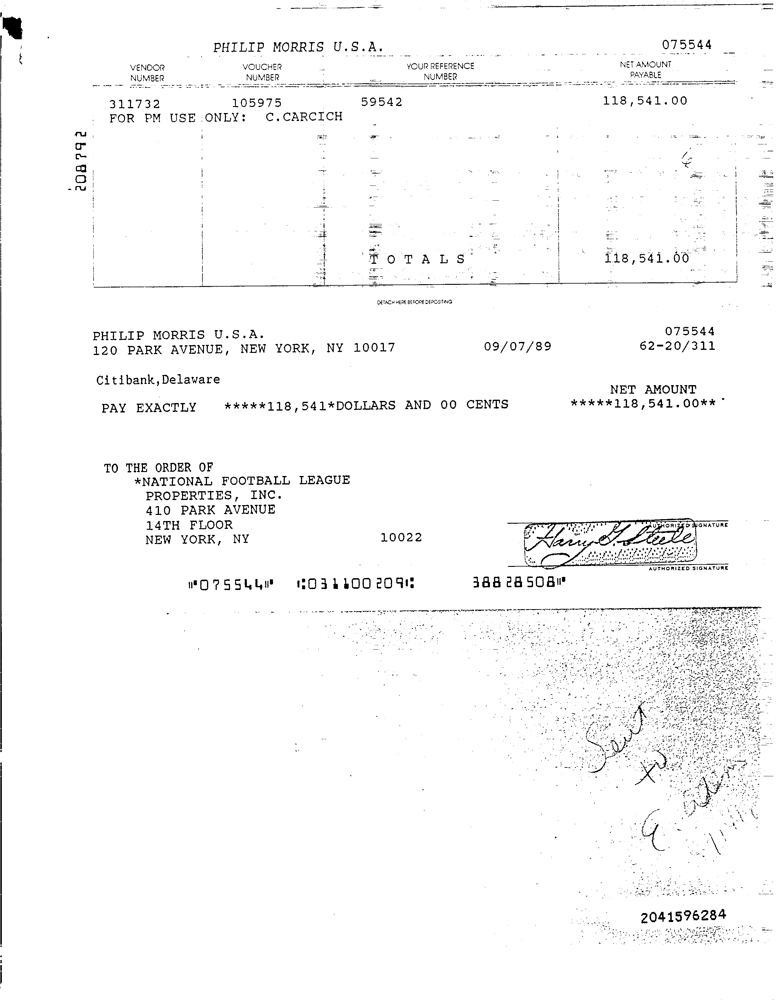 PHILIP MORRIS U.S.A. 075544
VENDOR NUMBER VOUCHER NUMBER YOUR REFERENCE NUMBER NET AMOUNT PAYABLE
311732 105975 59542 118,541.00
FOR PM USE ONLY: C.CARCICH
TOTALS 118,541.00
DETACH HERE BEFORE DEPOSITING
PHILIP MORRIS U.S.A. 075544
120 PARK AVENUE, NEW YORK, NY 10017 09/07/89 62-20/311
Citibank,Delaware
NET AMOUNT
PAY EXACTLY *****118,541*DOLLARS AND 00 CENTS *****118,541.00**
TO THE ORDER OF
*NATIONAL FOOTBALL LEAGUE
PROPERTIES, INC.
410 PARK AVENUE
14TH FLOOR
NEW YORK, NY 10022
AUTHORIZED SIGNATURE
Harry G. Steele
AUTHORIZED SIGNATURE
⑈075544⑈ ⑆031100209⑆ 38828508⑈
Sent
to
E.
2041596284